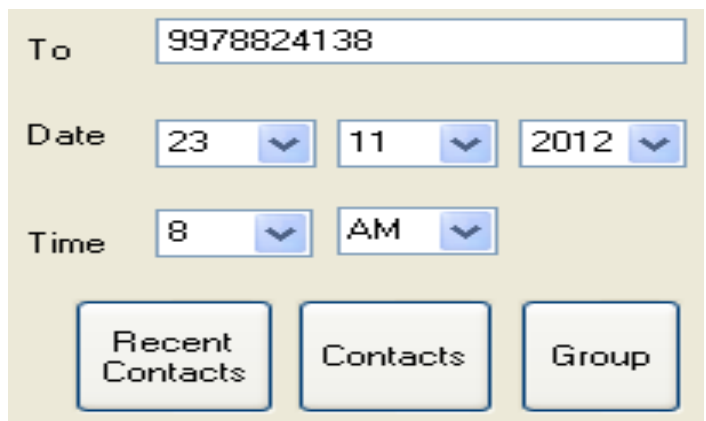 To 9978824138
Date 23 11 2012
Time 8 AM
Recent Contacts
Contacts
Group